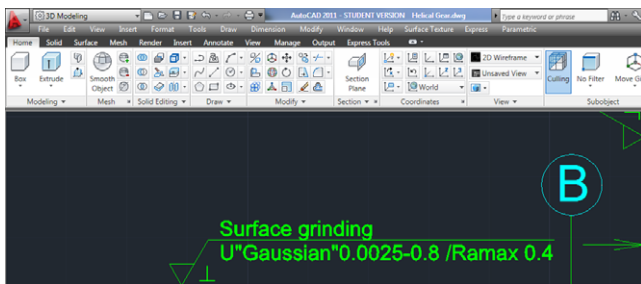 3D Modeling
AutoCAD 2011 - STUDENT VERSION Helical Gear.dwg
Type a keyword or phrase
File Edit View Insert Format Tools Draw Dimension Modify Window Help Surface Texture Express Parametric
Home Solid Surface Mesh Render Insert Annotate View Manage Output Express Tools
Box Extrude Smooth Object Section Plane World 2D Wireframe Unsaved View Culling No Filter Move Gi
Modeling Mesh Solid Editing Draw Modify Section Coordinates View Subobject
B
Surface grinding
U"Gaussian"0.0025-0.8 /Ramax 0.4